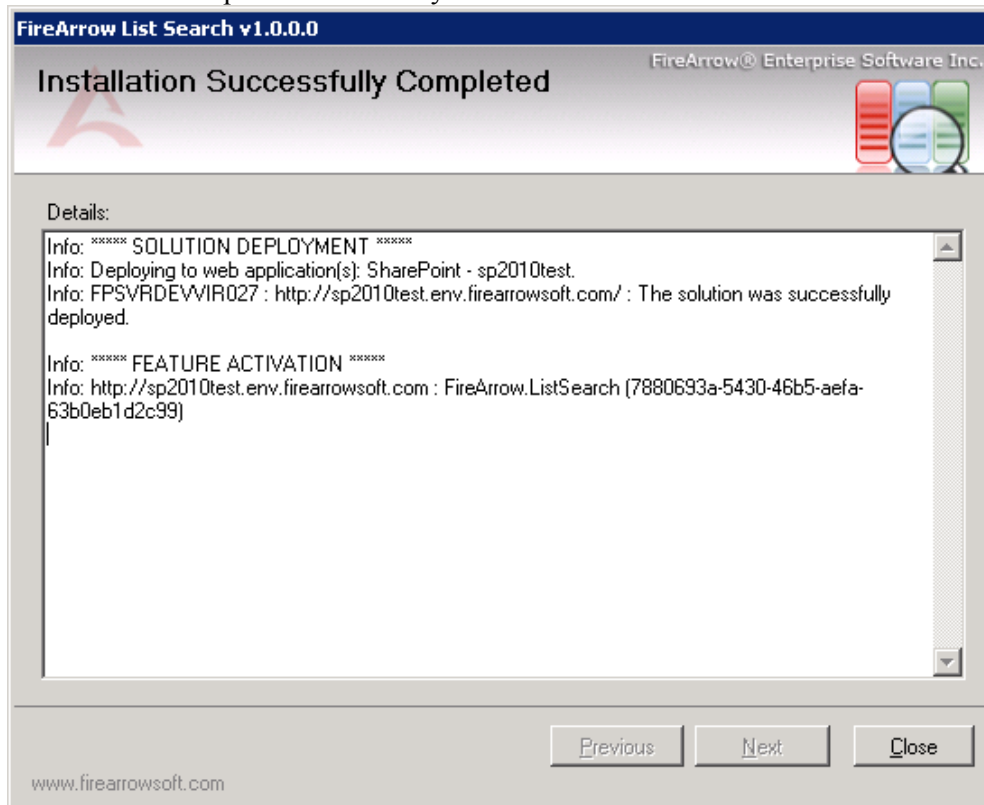 FireArrow List Search v1.0.0.0
FireArrow® Enterprise Software Inc.
Installation Successfully Completed
Details:
Info: ***** SOLUTION DEPLOYMENT *****
Info: Deploying to web application(s): SharePoint - sp2010test.
Info: FPSVRDEVVIR027 : http://sp2010test.env.firearrowsoft.com/ : The solution was successfully
deployed.
Info: ***** FEATURE ACTIVATION *****
Info: http://sp2010test.env.firearrowsoft.com : FireArrow.ListSearch (7880693a-5430-46b5-aefa-
63b0eb1d2c99)
Previous
Next
Close
www.firearrowsoft.com